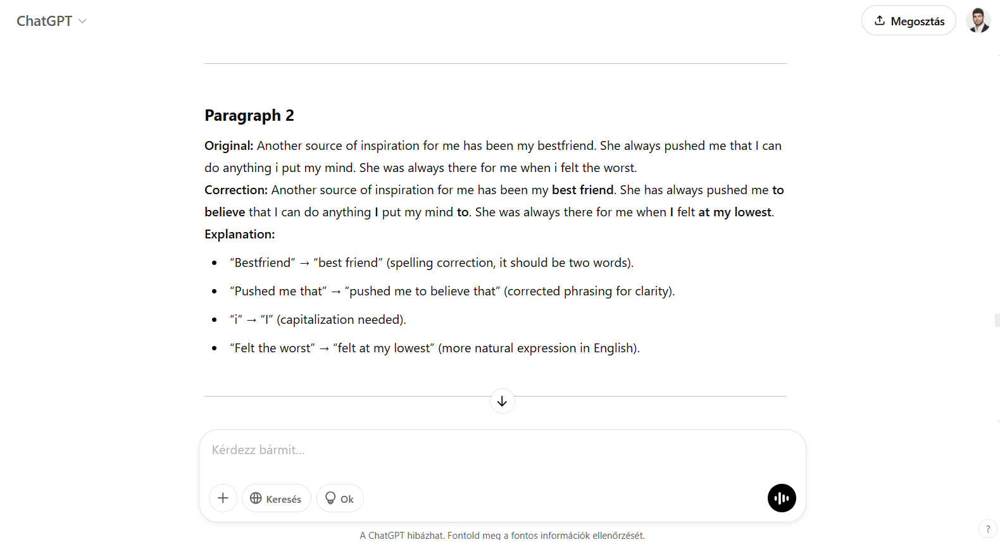 ChatGPT
Megosztás
Paragraph 2
Original: Another source of inspiration for me has been my bestfriend. She always pushed me that I can
do anything i put my mind. She was always there for me when i felt the worst.
Correction: Another source of inspiration for me has been my best friend. She has always pushed me to
believe that I can do anything I put my mind to. She was always there for me when I felt at my lowest.
Explanation:
• “Bestfriend” → “best friend” (spelling correction, it should be two words).
• “Pushed me that” → “pushed me to believe that” (corrected phrasing for clarity).
• “i” → “I” (capitalization needed).
• “Felt the worst” → “felt at my lowest” (more natural expression in English).
Kérdezz bármit...
Keresés
Ok
A ChatGPT hibázhat. Fontold meg a fontos információk ellenőrzését.
?